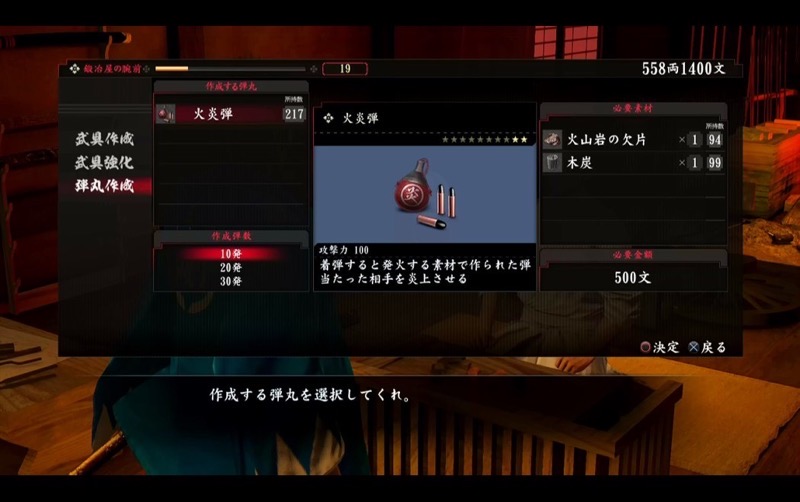 鍛冶屋の腕前
19
558両1400文
武具作成
武具強化
弾丸作成
作成する弾丸
所持数
火炎弾 217
作成弾数
10発
20発
30発
火炎弾
★★★★★★★★★★
炎
攻撃力 100
着弾すると発火する素材で作られた弾
当たった相手を炎上させる
必要素材
所持数
火山岩の欠片 ×1 94
木炭 ×1 99
必要金額
500文
決定 戻る
作成する弾丸を選択してくれ。